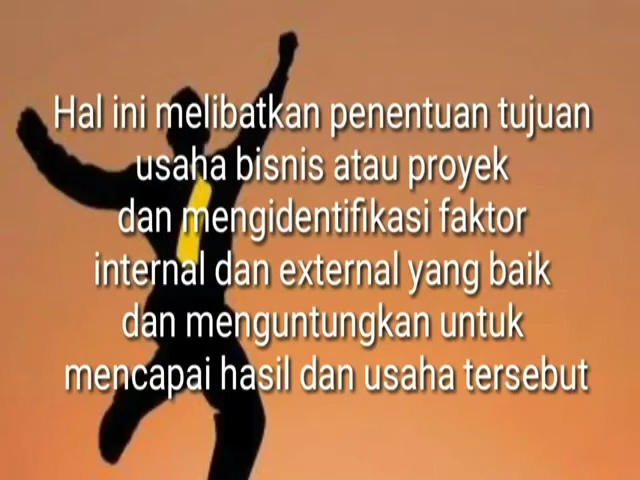 Hal ini melibatkan penentuan tujuan
usaha bisnis atau proyek
dan mengidentifikasi faktor
internal dan external yang baik
dan menguntungkan untuk
mencapai hasil dan usaha tersebut